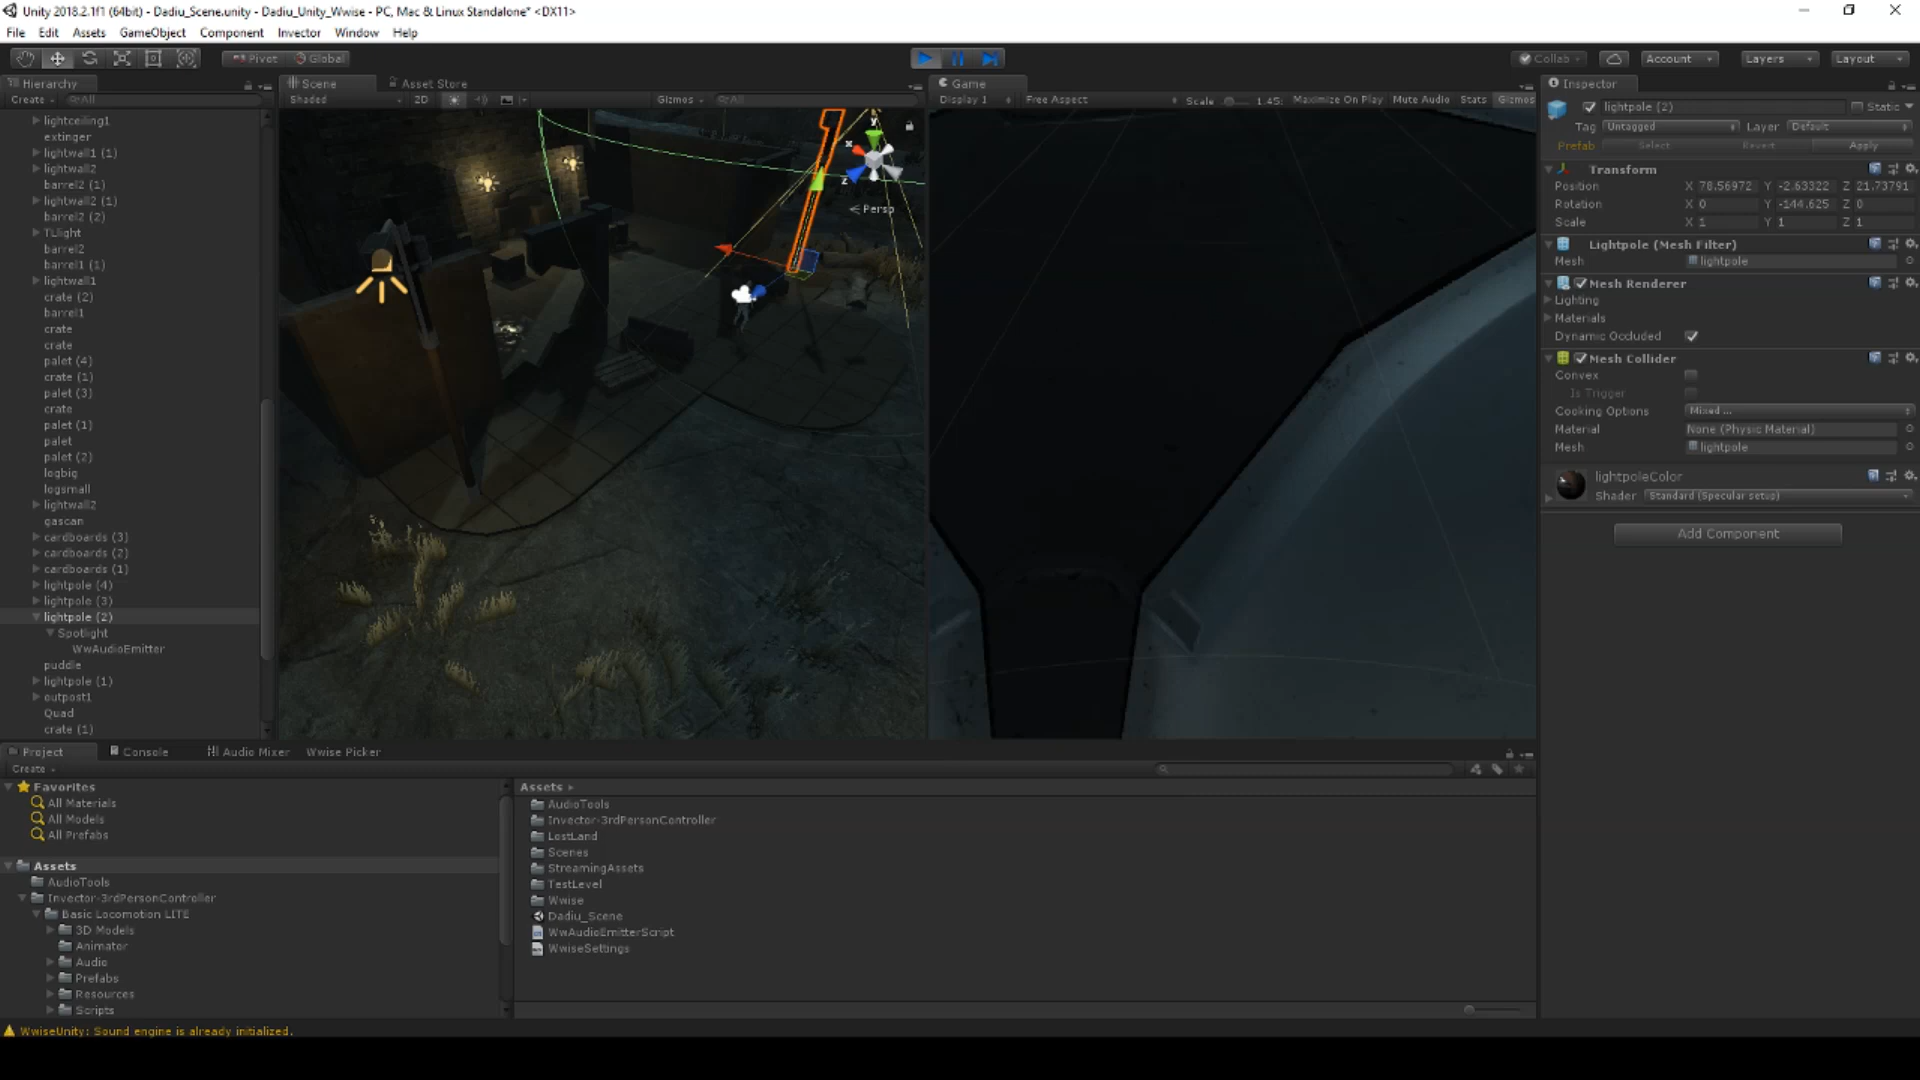 Unity 2018.2.1f1 (64bit) - Dadiu_Scene.unity - Dadiu_Unity_Wwise - PC, Mac & Linux Standalone* <DX11>
File Edit Assets GameObject Component Invector Window Help
Pivot Global Collab Account Layers Layout
Hierarchy
Create All
lightceiling1
extinger
lightwall1 (1)
lightwall2
barrel2 (1)
lightwall2 (1)
barrel2 (2)
TLlight
barrel2
barrel1 (1)
lightwall1
crate (2)
barrel1
crate
crate
palet (4)
crate (1)
palet (3)
crate
palet (1)
palet
palet (2)
logbig
logsmall
lightwall2
gascan
cardboards (3)
cardboards (2)
cardboards (1)
lightpole (4)
lightpole (3)
lightpole (2)
Spotlight
WwAudioEmitter
puddle
lightpole (1)
outpost1
Quad
crate (1)
Scene Asset Store
Shaded 2D Gizmos All
y
x
z
Persp
Game
Display 1 Free Aspect Scale 1.45: Maximize On Play Mute Audio Stats Gizmos
Inspector
lightpole (2) Static
Tag Untagged Layer Default
Prefab Select Revert Apply
Transform
Position X 78.56972 Y -2.63322 Z 21.73791
Rotation X 0 Y -144.625 Z 0
Scale X 1 Y 1 Z 1
Lightpole (Mesh Filter)
Mesh lightpole
Mesh Renderer
Lighting
Materials
Dynamic Occluded
Mesh Collider
Convex
Is Trigger
Cooking Options Mixed ...
Material None (Physic Material)
Mesh lightpole
lightpoleColor
Shader Standard (Specular setup)
Add Component
Project Console Audio Mixer Wwise Picker
Create
Favorites
All Materials
All Models
All Prefabs
Assets
AudioTools
Invector-3rdPersonController
Basic Locomotion LITE
3D Models
Animator
Audio
Prefabs
Resources
Scripts
Assets
AudioTools
Invector-3rdPersonController
LostLand
Scenes
StreamingAssets
TestLevel
Wwise
Dadiu_Scene
WwAudioEmitterScript
WwiseSettings
WwiseUnity: Sound engine is already initialized.